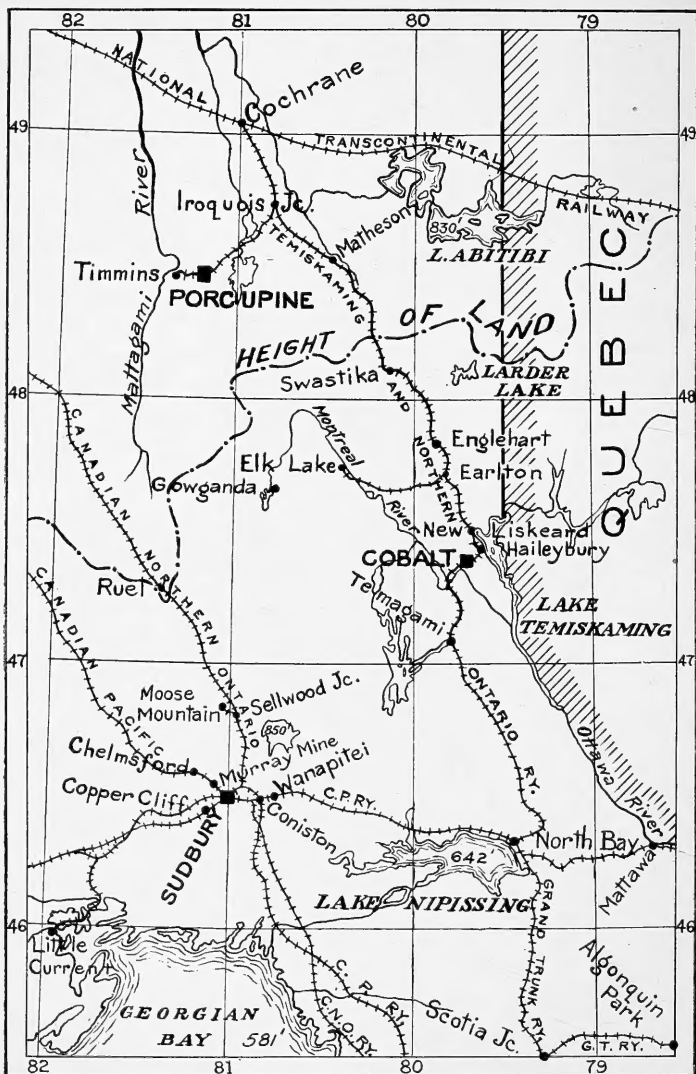 82 81 80 79
NATIONAL
TRANSCONTINENTAL
RAILWAY
Cochrane
49
River
Iroquois Jc.
Matheson
830'
L. ABITIBI
TEMISKAMING
AND
NORTHERN
ONTARIO
RY.
Timmins
PORCUPINE
Mattagami
HEIGHT OF LAND
QUEBEC
Swastika
LARDER
LAKE
48 48
CANADIAN
NORTHERN
ONTARIO
Montreal
River
Englehart
Elk Lake
Earlton
Gowganda
New Liskeard
Haileybury
COBALT
Ruel
Temagami
LAKE
TEMISKAMING
CANADIAN
PACIFIC
47 47
Moose
Mountain
Sellwood Jc.
850'
Ottawa
River
Chelmsford
Murray Mine
Wanapitei
Copper Cliff
C.P.RY.
Coniston
SUDBURY
North Bay
642
Mattawa
LAKE NIPISSING
GRAND
TRUNK
RY.
46 46
Little
Current
Algonquin
Park
C. P. RY.
C.N.O.RY.
Scotia Jc.
GEORGIAN
BAY 581'
G.T. RY.
82 81 80 79